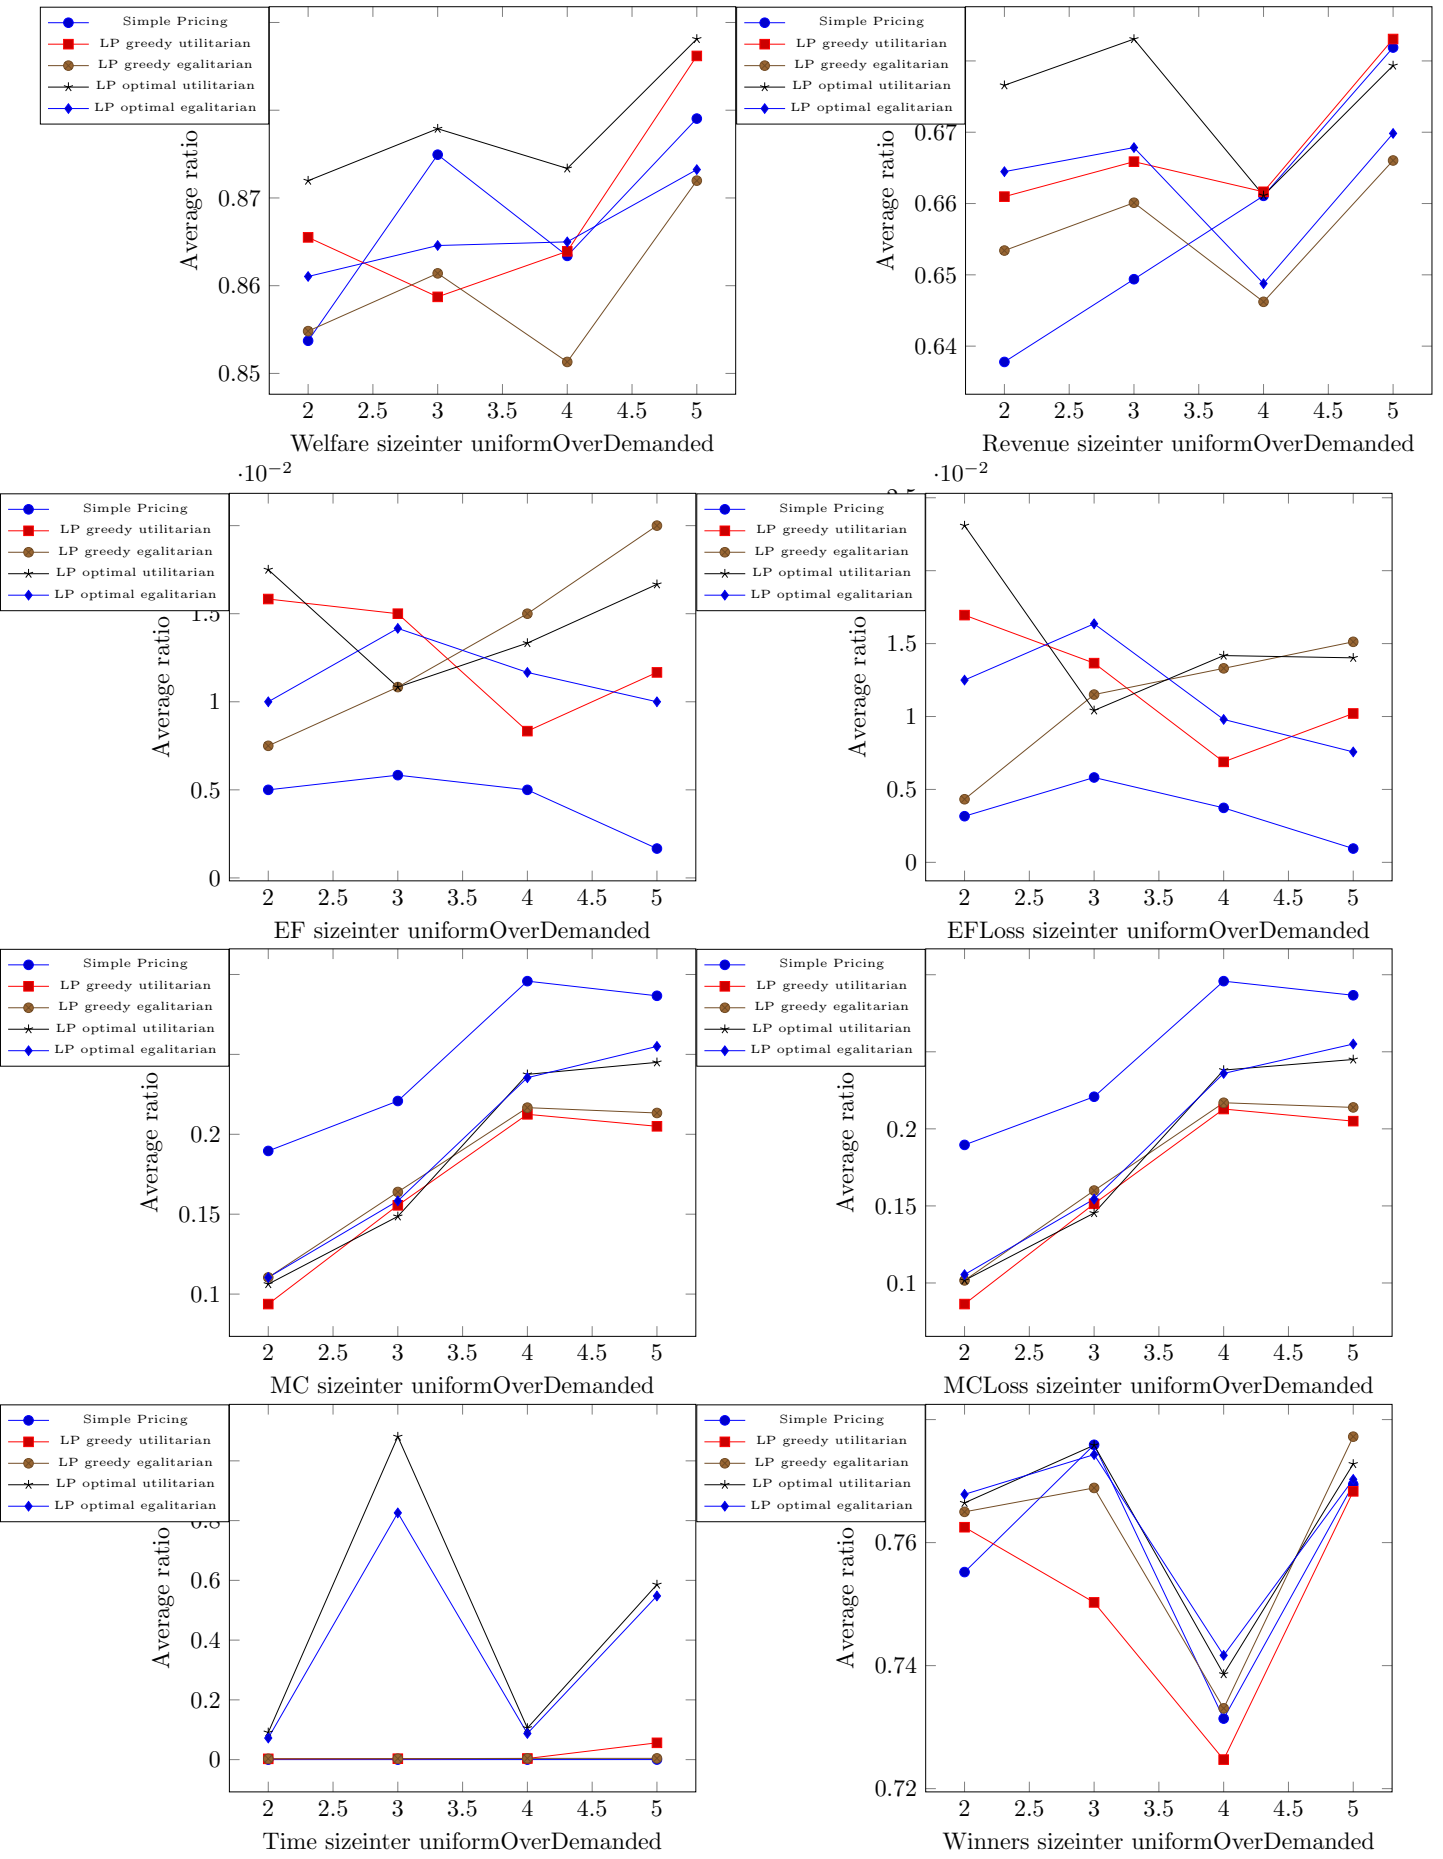 Simple Pricing
LP greedy utilitarian
LP greedy egalitarian
LP optimal utilitarian
LP optimal egalitarian
Average ratio
0.87
0.86
0.85
2 2.5 3 3.5 4 4.5 5
Welfare sizeinter uniformOverDemanded
Simple Pricing
LP greedy utilitarian
LP greedy egalitarian
LP optimal utilitarian
LP optimal egalitarian
Average ratio
0.67
0.66
0.65
0.64
2 2.5 3 3.5 4 4.5 5
Revenue sizeinter uniformOverDemanded
·10−2
Simple Pricing
LP greedy utilitarian
LP greedy egalitarian
LP optimal utilitarian
LP optimal egalitarian
Average ratio
1.5
1
0.5
0
2 2.5 3 3.5 4 4.5 5
EF sizeinter uniformOverDemanded
·10−2
Simple Pricing
LP greedy utilitarian
LP greedy egalitarian
LP optimal utilitarian
LP optimal egalitarian
Average ratio
1.5
1
0.5
0
2 2.5 3 3.5 4 4.5 5
EFLoss sizeinter uniformOverDemanded
Simple Pricing
LP greedy utilitarian
LP greedy egalitarian
LP optimal utilitarian
LP optimal egalitarian
Average ratio
0.2
0.15
0.1
2 2.5 3 3.5 4 4.5 5
MC sizeinter uniformOverDemanded
Simple Pricing
LP greedy utilitarian
LP greedy egalitarian
LP optimal utilitarian
LP optimal egalitarian
Average ratio
0.2
0.15
0.1
2 2.5 3 3.5 4 4.5 5
MCLoss sizeinter uniformOverDemanded
Simple Pricing
LP greedy utilitarian
LP greedy egalitarian
LP optimal utilitarian
LP optimal egalitarian
Average ratio
0.8
0.6
0.4
0.2
0
2 2.5 3 3.5 4 4.5 5
Time sizeinter uniformOverDemanded
Simple Pricing
LP greedy utilitarian
LP greedy egalitarian
LP optimal utilitarian
LP optimal egalitarian
Average ratio
0.76
0.74
0.72
2 2.5 3 3.5 4 4.5 5
Winners sizeinter uniformOverDemanded